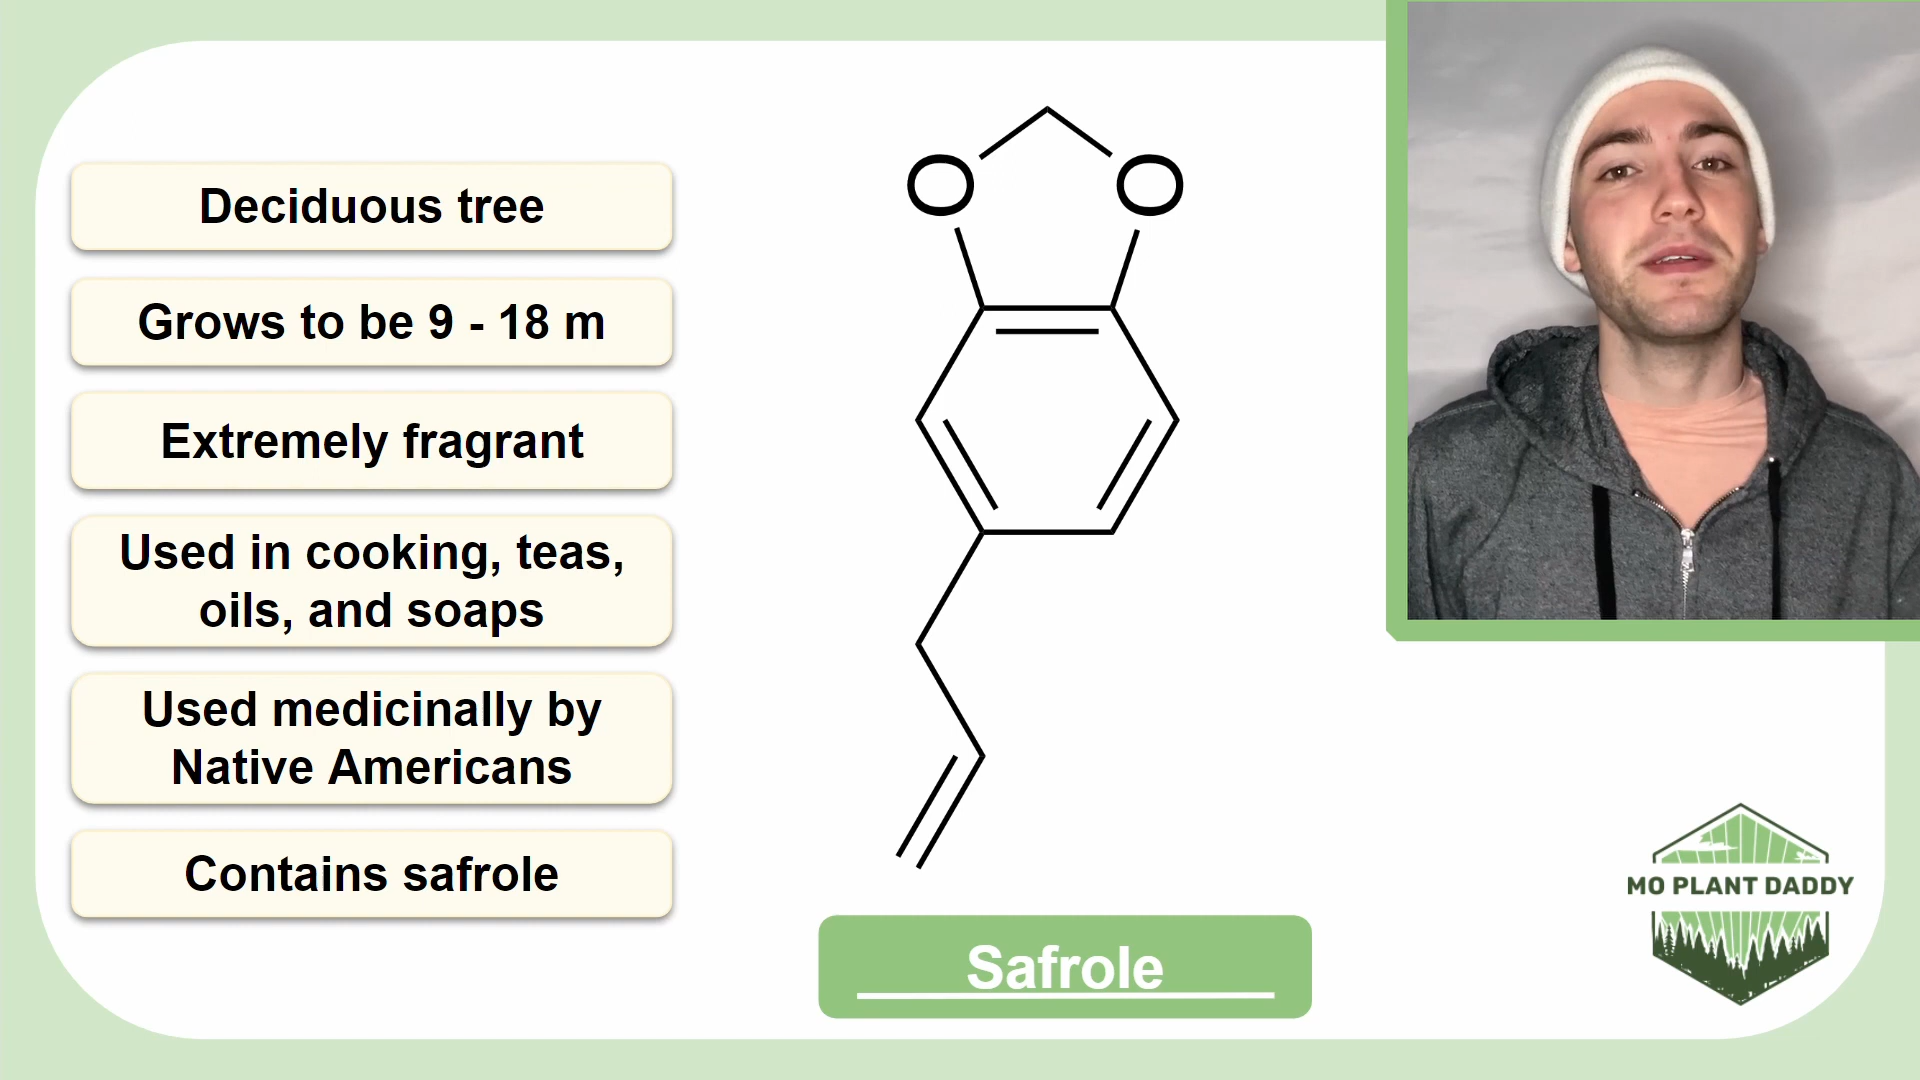 Deciduous tree
Grows to be 9 - 18 m
Extremely fragrant
Used in cooking, teas,
oils, and soaps
Used medicinally by
Native Americans
Contains safrole
O O
Safrole
MO PLANT DADDY